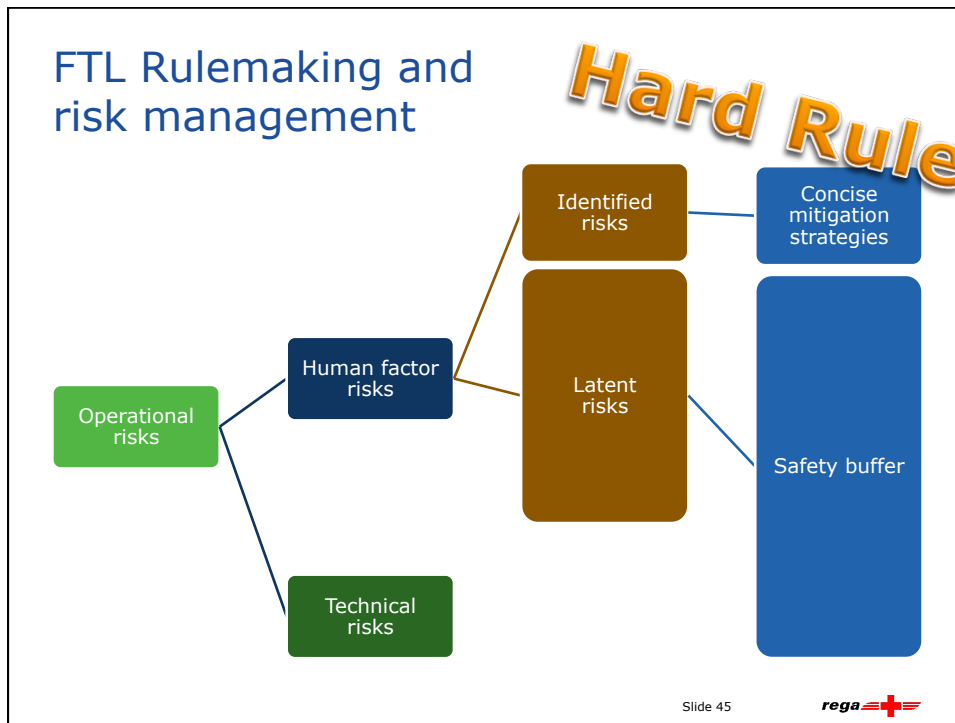 FTL Rulemaking and
risk management
Hard Rule
Identified
risks
Concise
mitigation
strategies
Human factor
risks
Latent
risks
Operational
risks
Safety buffer
Technical
risks
Slide 45
rega